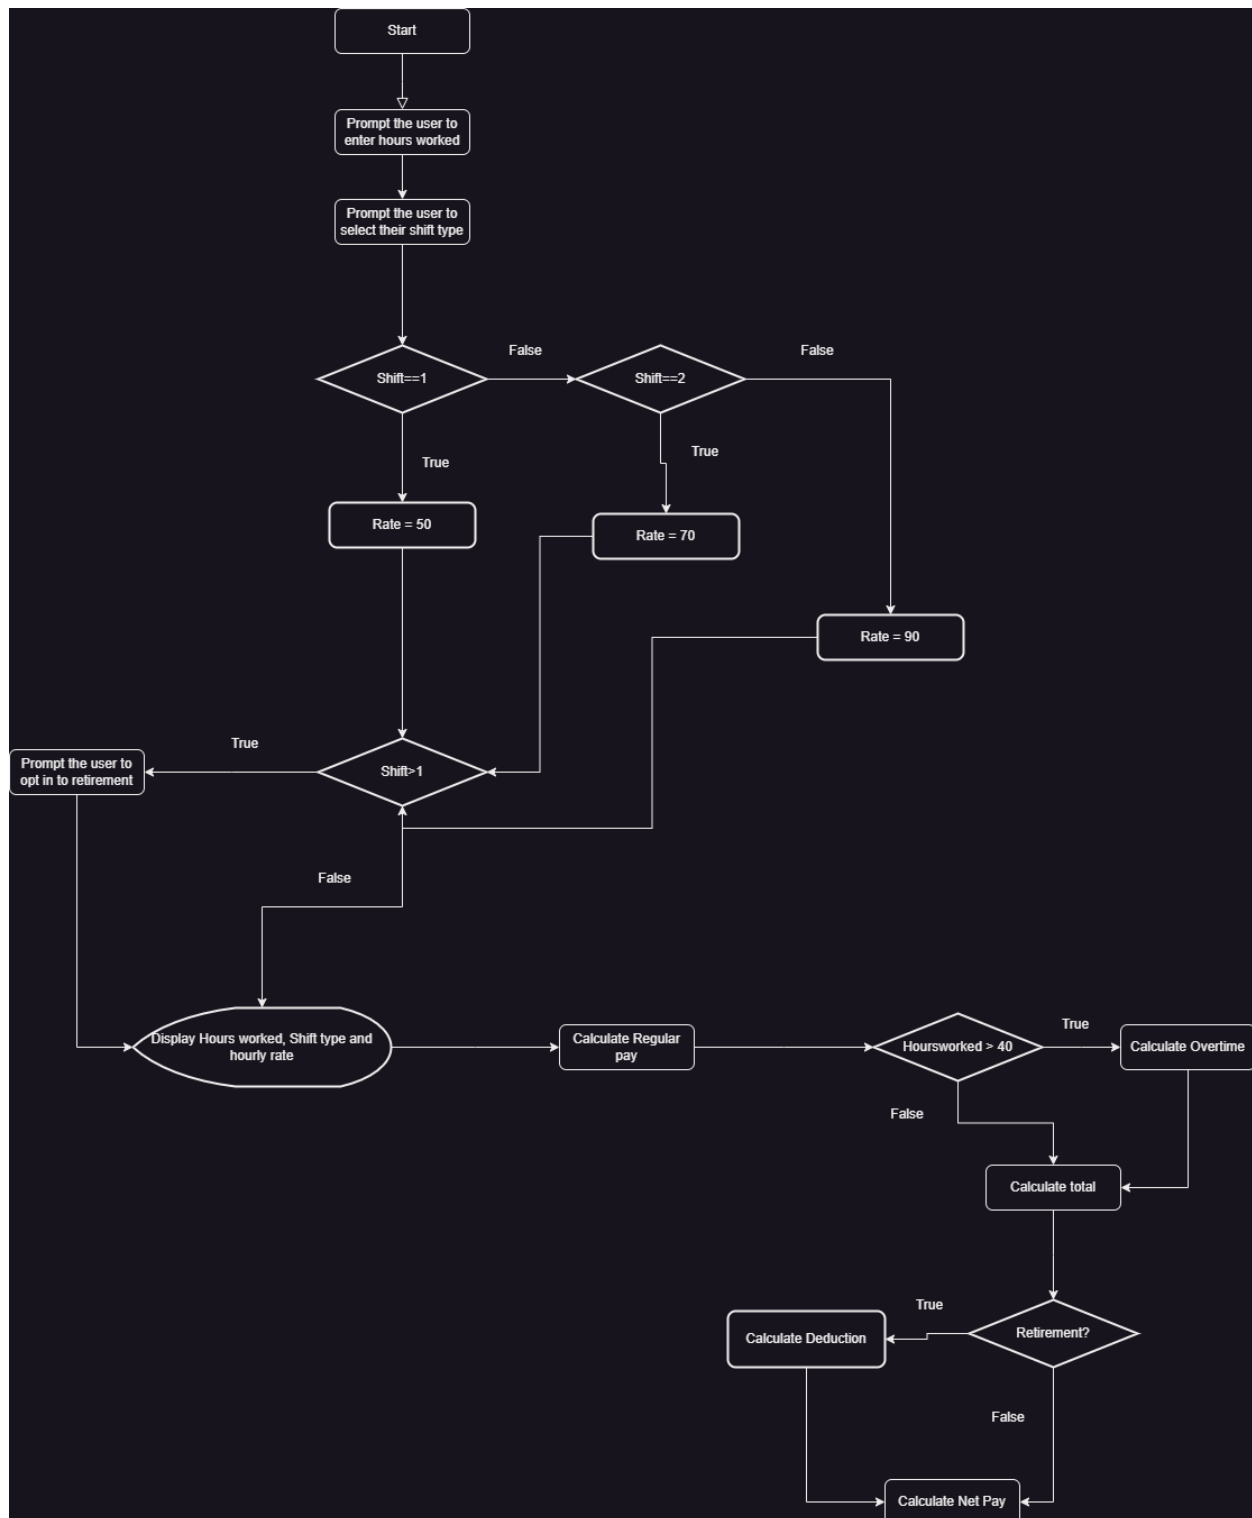 Start
Prompt the user to
enter hours worked
Prompt the user to
select their shift type
Shift==1
False
Shift==2
False
True
True
Rate = 50
Rate = 70
Rate = 90
Shift>1
True
Prompt the user to
opt in to retirement
False
Display Hours worked, Shift type and
hourly rate
Calculate Regular
pay
Hoursworked > 40
True
Calculate Overtime
False
Calculate total
Retirement?
True
Calculate Deduction
False
Calculate Net Pay